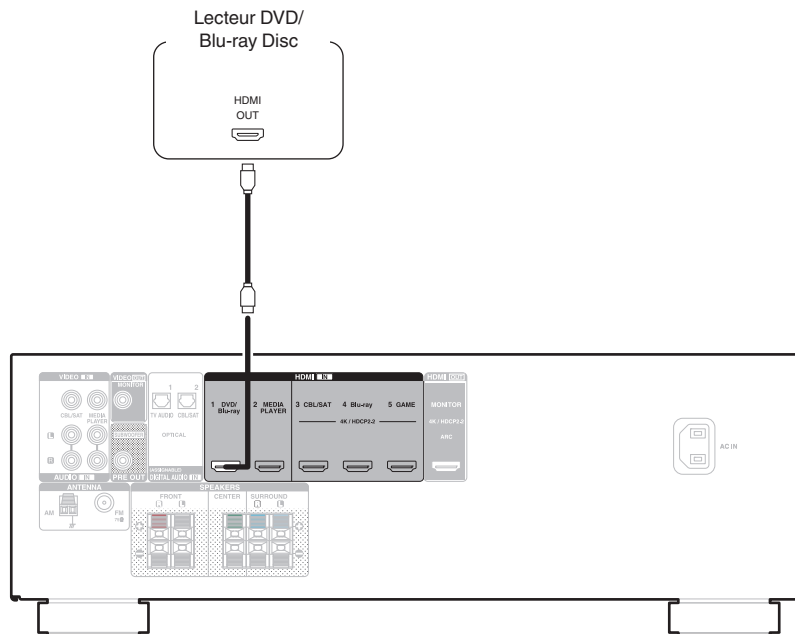 Lecteur DVD/
Blu-ray Disc
HDMI
OUT
VIDEO IN
CBL/SAT
MEDIA
PLAYER
L
R
AUDIO IN
VIDEO OUT
MONITOR
SUBWOOFER
PRE OUT
1 2
TV AUDIO CBL/SAT
OPTICAL
(ASSIGNABLE)
DIGITAL AUDIO IN
HDMI IN
1 DVD/
Blu-ray
2 MEDIA
PLAYER
3 CBL/SAT
4 Blu-ray
5 GAME
4K / HDCP2.2
HDMI OUT
MONITOR
4K / HDCP2.2
ARC
AC IN
ANTENNA
AM
FM
75Ω
SPEAKERS
FRONT
R L
CENTER
SURROUND
R L